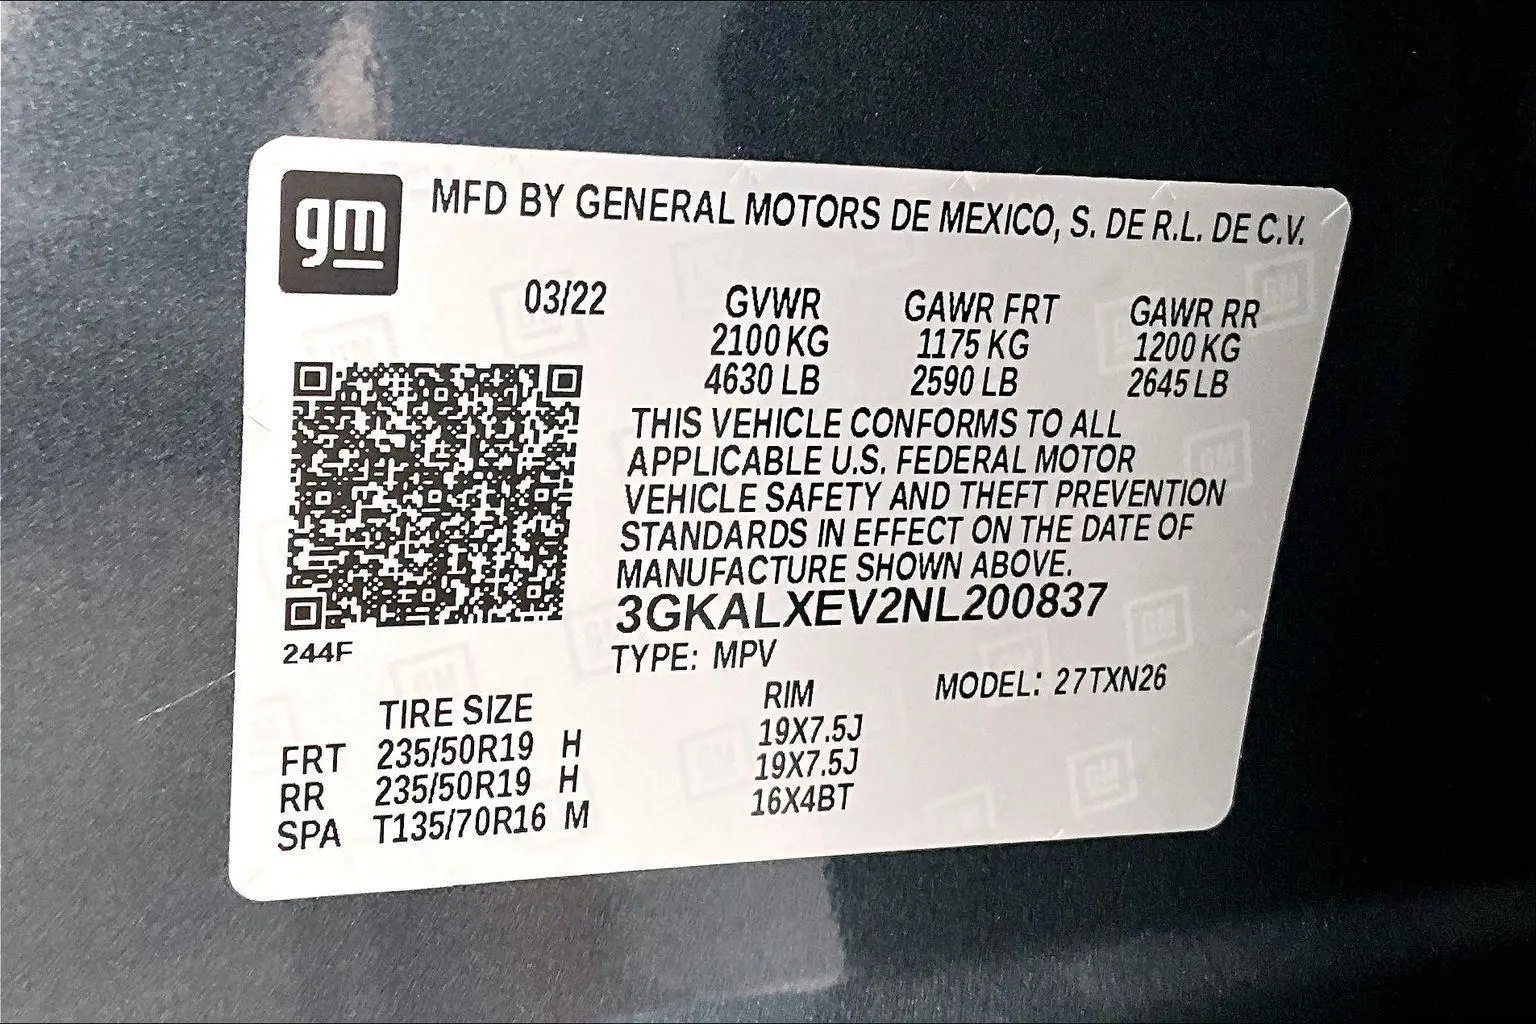 gm
MFD BY GENERAL MOTORS DE MEXICO, S. DE R.L. DE C.V.
03/22 GVWR GAWR FRT GAWR RR
2100 KG 1175 KG 1200 KG
4630 LB 2590 LB 2645 LB
THIS VEHICLE CONFORMS TO ALL
APPLICABLE U.S. FEDERAL MOTOR
VEHICLE SAFETY AND THEFT PREVENTION
STANDARDS IN EFFECT ON THE DATE OF
MANUFACTURE SHOWN ABOVE.
3GKALXEV2NL200837
244F
TYPE: MPV MODEL: 27TXN26
TIRE SIZE RIM
FRT 235/50R19 H 19X7.5J
RR 235/50R19 H 19X7.5J
SPA T135/70R16 M 16X4BT